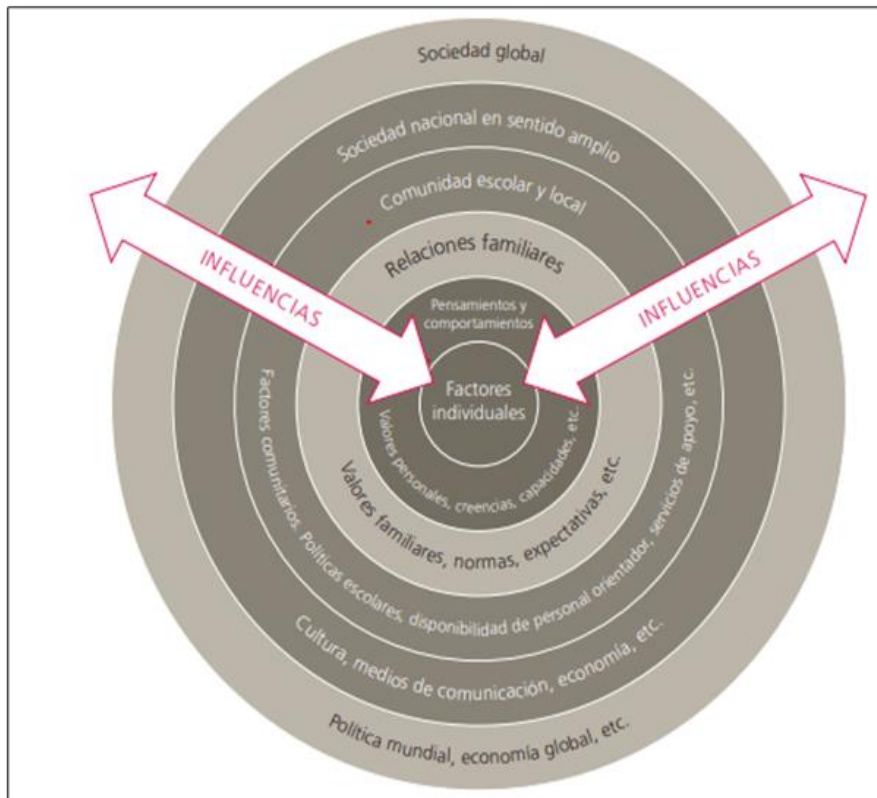 Sociedad global
Sociedad nacional en sentido amplio
Comunidad escolar y local
Relaciones familiares
INFLUENCIAS
INFLUENCIAS
Pensamientos y
comportamientos
Factores
individuales
Valores personales, creencias, capacidades, etc.
Valores familiares, normas, expectativas, etc.
Factores comunitarios. Políticas escolares, disponibilidad de personal orientador, servicios de apoyo, etc.
Cultura, medios de comunicación, economía, etc.
Política mundial, economía global, etc.